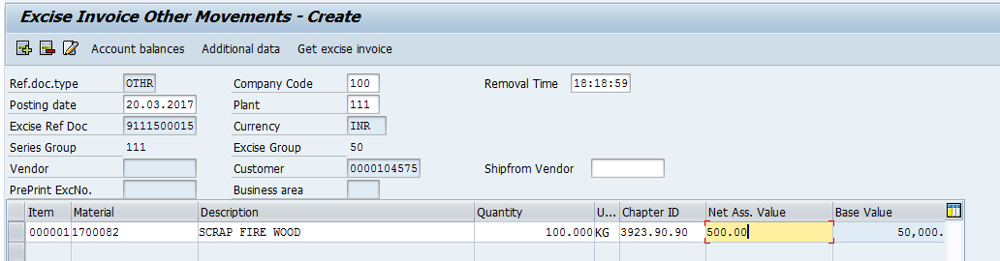 Excise Invoice Other Movements - Create
Account balances Additional data Get excise invoice
Ref.doc.type OTHR Company Code 100 Removal Time 18:18:59
Posting date 20.03.2017 Plant 111
Excise Ref Doc 9111500015 Currency INR
Series Group 111 Excise Group 50
Vendor Customer 0000104575 Shipfrom Vendor
PrePrint ExcNo. Business area
Item Material Description Quantity U... Chapter ID Net Ass. Value Base Value
000001 1700082 SCRAP FIRE WOOD 100.000 KG 3923.90.90 500.00 50,000.